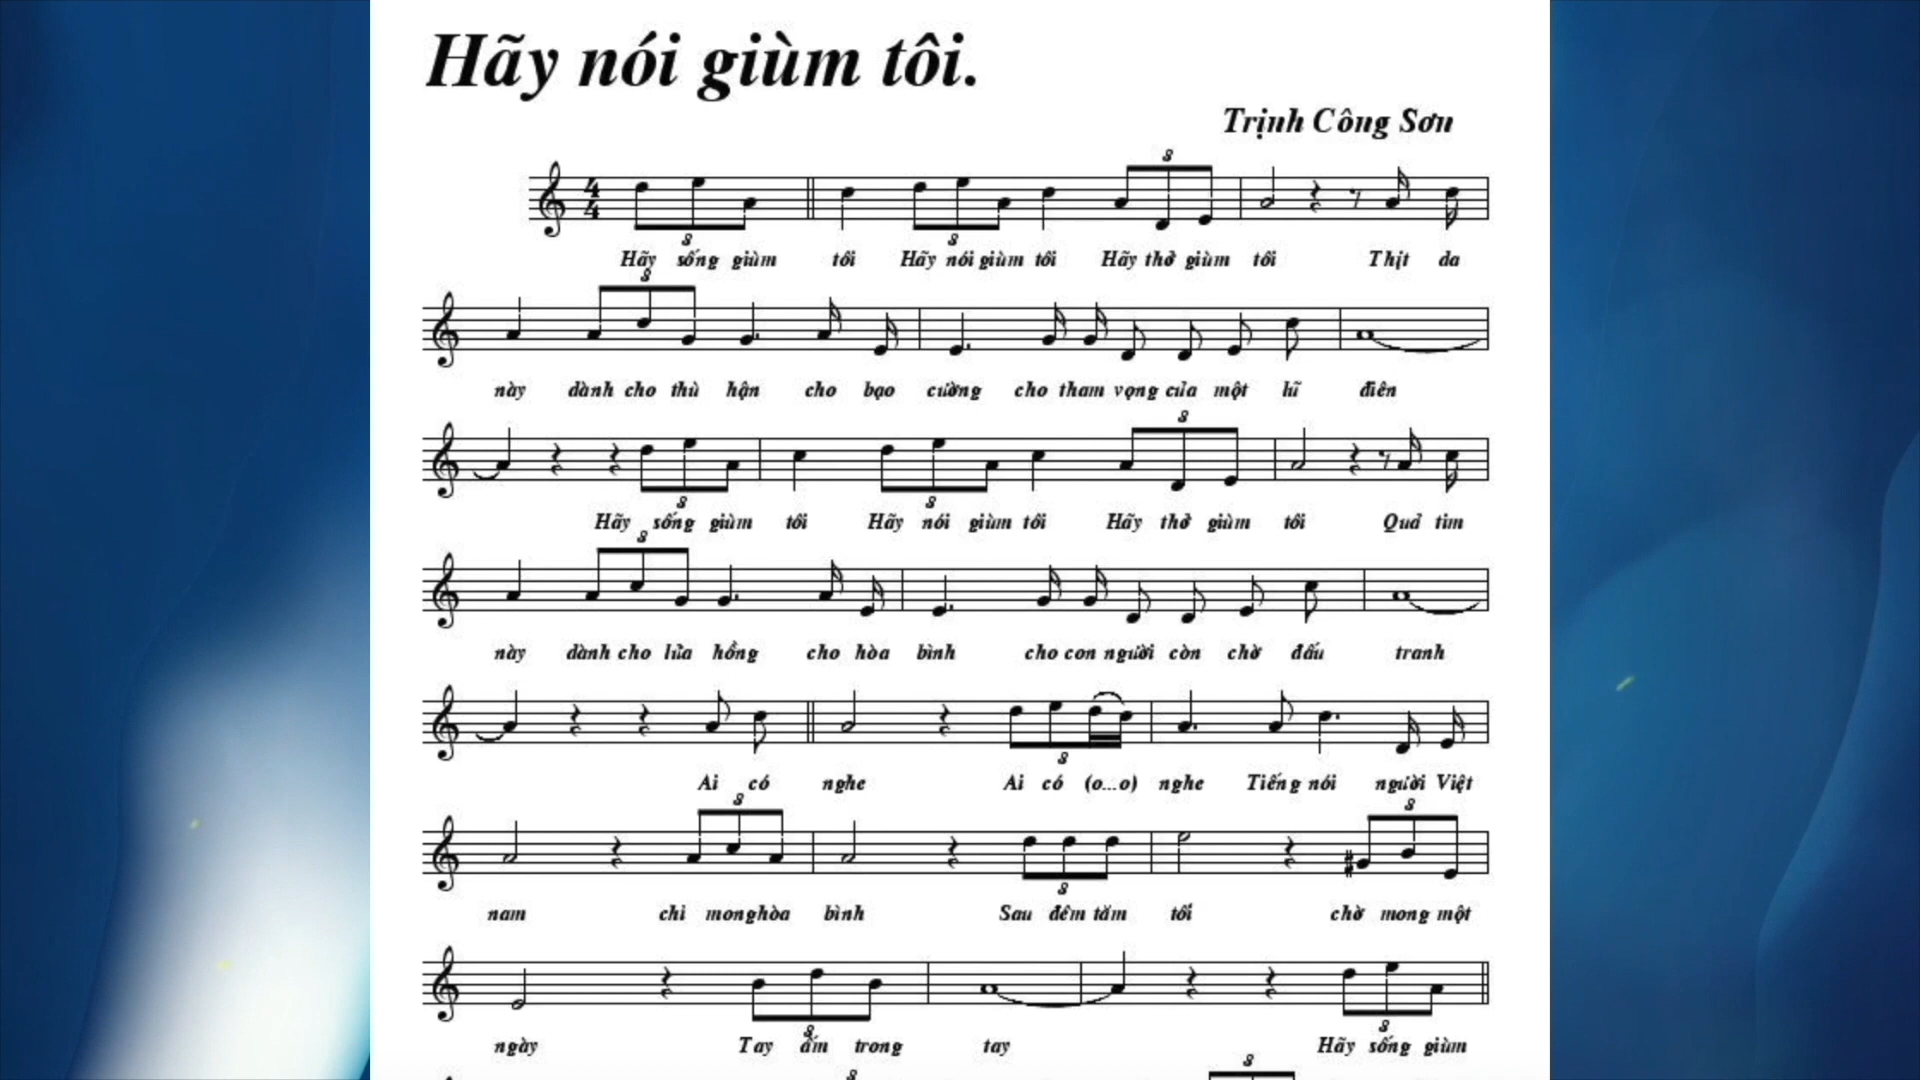 Hãy nói giùm tôi.
Trịnh Công Sơn
Hãy sống giùm tôi Hãy nói giùm tôi Hãy thở giùm tôi Thịt da
này dành cho thù hận cho bạo cường cho tham vọng của một lũ điên
Hãy sống giùm tôi Hãy nói giùm tôi Hãy thở giùm tôi Quả tim
này dành cho lửa hồng cho hòa bình cho con người còn chờ đấu tranh
Ai có nghe Ai có (o...o) nghe Tiếng nói người Việt
nam chỉ mong hòa bình Sau đêm tăm tối chờ mong một
ngày Tay ấm trong tay Hãy sống giùm